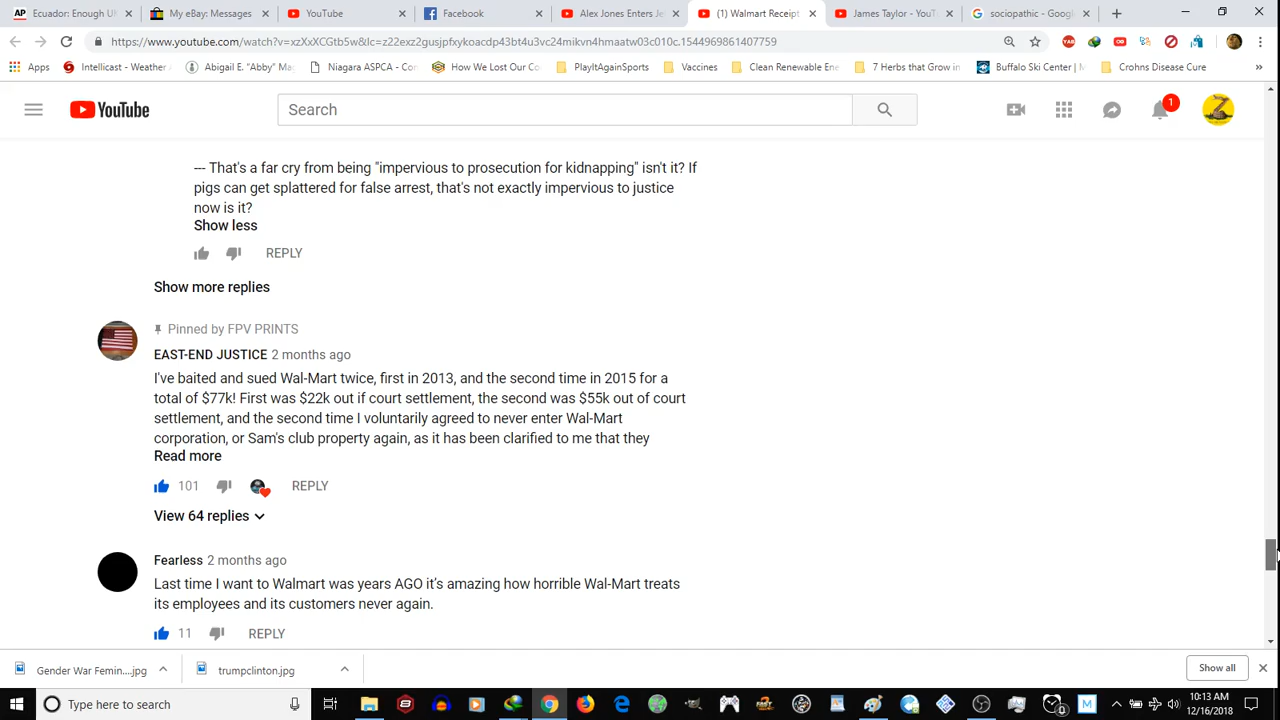 Ecuador: Enough UK
My eBay: Messages
YouTube
Facebook
Alex Jones Enters Je
(1) Walmart Receipt
James Taylor - YouT
sociopathic - Google
https://www.youtube.com/watch?v=xzXxXCGtb5w&lc=z22exz2gusjpfxykoacdp43bt4u3vc24mikvn4hmaatw03c010c.1544969861407759
Apps
Intellicast - Weather
Abigail E. "Abby" Ma
Niagara ASPCA - Co
How We Lost Our Co
PlayItAgainSports
Vaccines
Clean Renewable Ene
7 Herbs that Grow in
Buffalo Ski Center | M
Crohns Disease Cure
YouTube
Search
1
--- That's a far cry from being "impervious to prosecution for kidnapping" isn't it? If
pigs can get splattered for false arrest, that's not exactly impervious to justice
now is it?
Show less
REPLY
Show more replies
Pinned by FPV PRINTS
EAST-END JUSTICE 2 months ago
I've baited and sued Wal-Mart twice, first in 2013, and the second time in 2015 for a
total of $77k! First was $22k out if court settlement, the second was $55k out of court
settlement, and the second time I voluntarily agreed to never enter Wal-Mart
corporation, or Sam's club property again, as it has been clarified to me that they
Read more
101 REPLY
View 64 replies
Fearless 2 months ago
Last time I want to Walmart was years AGO it's amazing how horrible Wal-Mart treats
its employees and its customers never again.
11 REPLY
Gender War Femin....jpg
trumpclinton.jpg
Show all
Type here to search
10:13 AM
12/16/2018